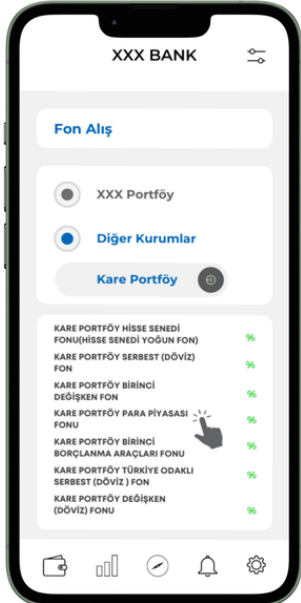 XXX BANK
Fon Alış
XXX Portföy
Diğer Kurumlar
Kare Portföy
KARE PORTFÖY HİSSE SENEDİ
FONU(HİSSE SENEDİ YOĞUN FON)
%
KARE PORTFÖY SERBEST (DÖVİZ)
FON
%
KARE PORTFÖY BİRİNCİ
DEĞİŞKEN FON
%
KARE PORTFÖY PARA PİYASASI
FONU
%
KARE PORTFÖY BİRİNCİ
BORÇLANMA ARAÇLARI FONU
%
KARE PORTFÖY TÜRKİYE ODAKLI
SERBEST (DÖVİZ ) FON
%
KARE PORTFÖY DEĞİŞKEN
(DÖVİZ) FONU
%